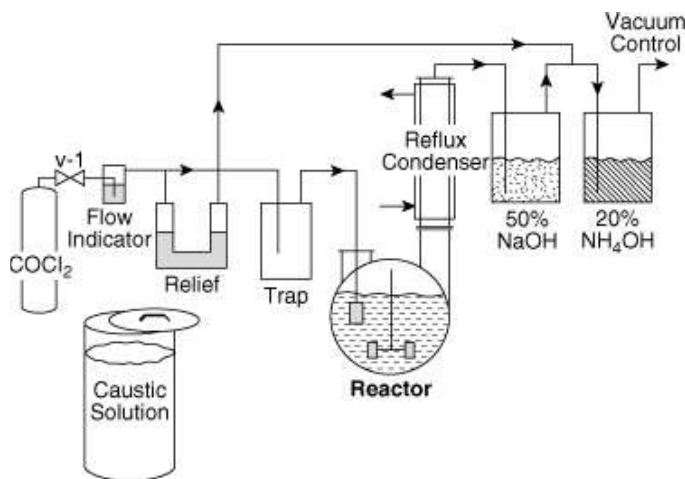 Vacuum
Control
v-1
Reflux
Condenser
Flow
Indicator
50%
NaOH
20%
NH₄OH
COCl₂
Relief
Trap
Reactor
Caustic
Solution